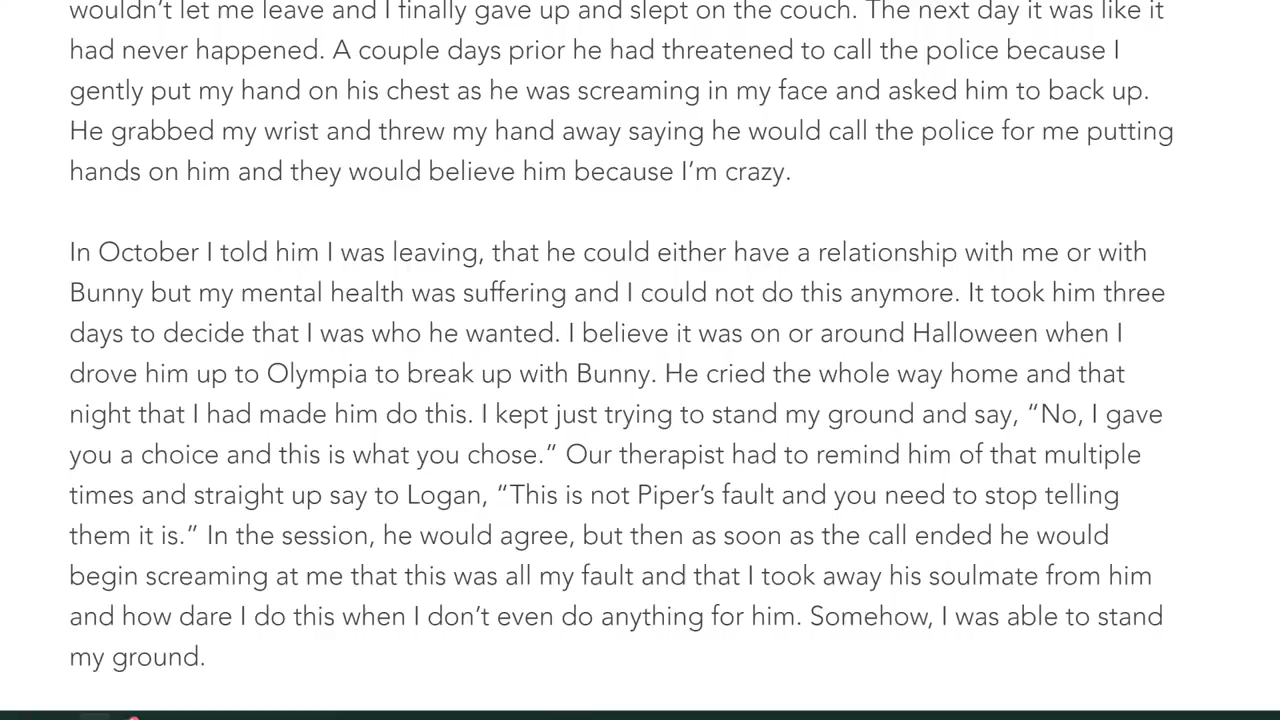 wouldn’t let me leave and I finally gave up and slept on the couch. The next day it was like it
had never happened. A couple days prior he had threatened to call the police because I
gently put my hand on his chest as he was screaming in my face and asked him to back up.
He grabbed my wrist and threw my hand away saying he would call the police for me putting
hands on him and they would believe him because I’m crazy.
In October I told him I was leaving, that he could either have a relationship with me or with
Bunny but my mental health was suffering and I could not do this anymore. It took him three
days to decide that I was who he wanted. I believe it was on or around Halloween when I
drove him up to Olympia to break up with Bunny. He cried the whole way home and that
night that I had made him do this. I kept just trying to stand my ground and say, “No, I gave
you a choice and this is what you chose.” Our therapist had to remind him of that multiple
times and straight up say to Logan, “This is not Piper’s fault and you need to stop telling
them it is.” In the session, he would agree, but then as soon as the call ended he would
begin screaming at me that this was all my fault and that I took away his soulmate from him
and how dare I do this when I don’t even do anything for him. Somehow, I was able to stand
my ground.